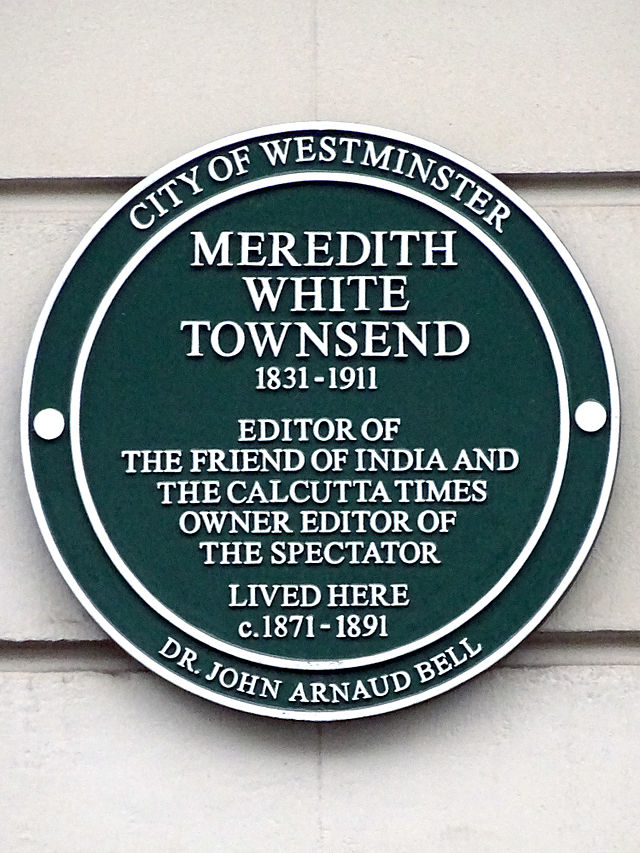 CITY OF WESTMINSTER
MEREDITH
WHITE
TOWNSEND
1831-1911
EDITOR OF
THE FRIEND OF INDIA AND
THE CALCUTTA TIMES
OWNER EDITOR OF
THE SPECTATOR
LIVED HERE
c.1871-1891
DR. JOHN ARNAUD BELL